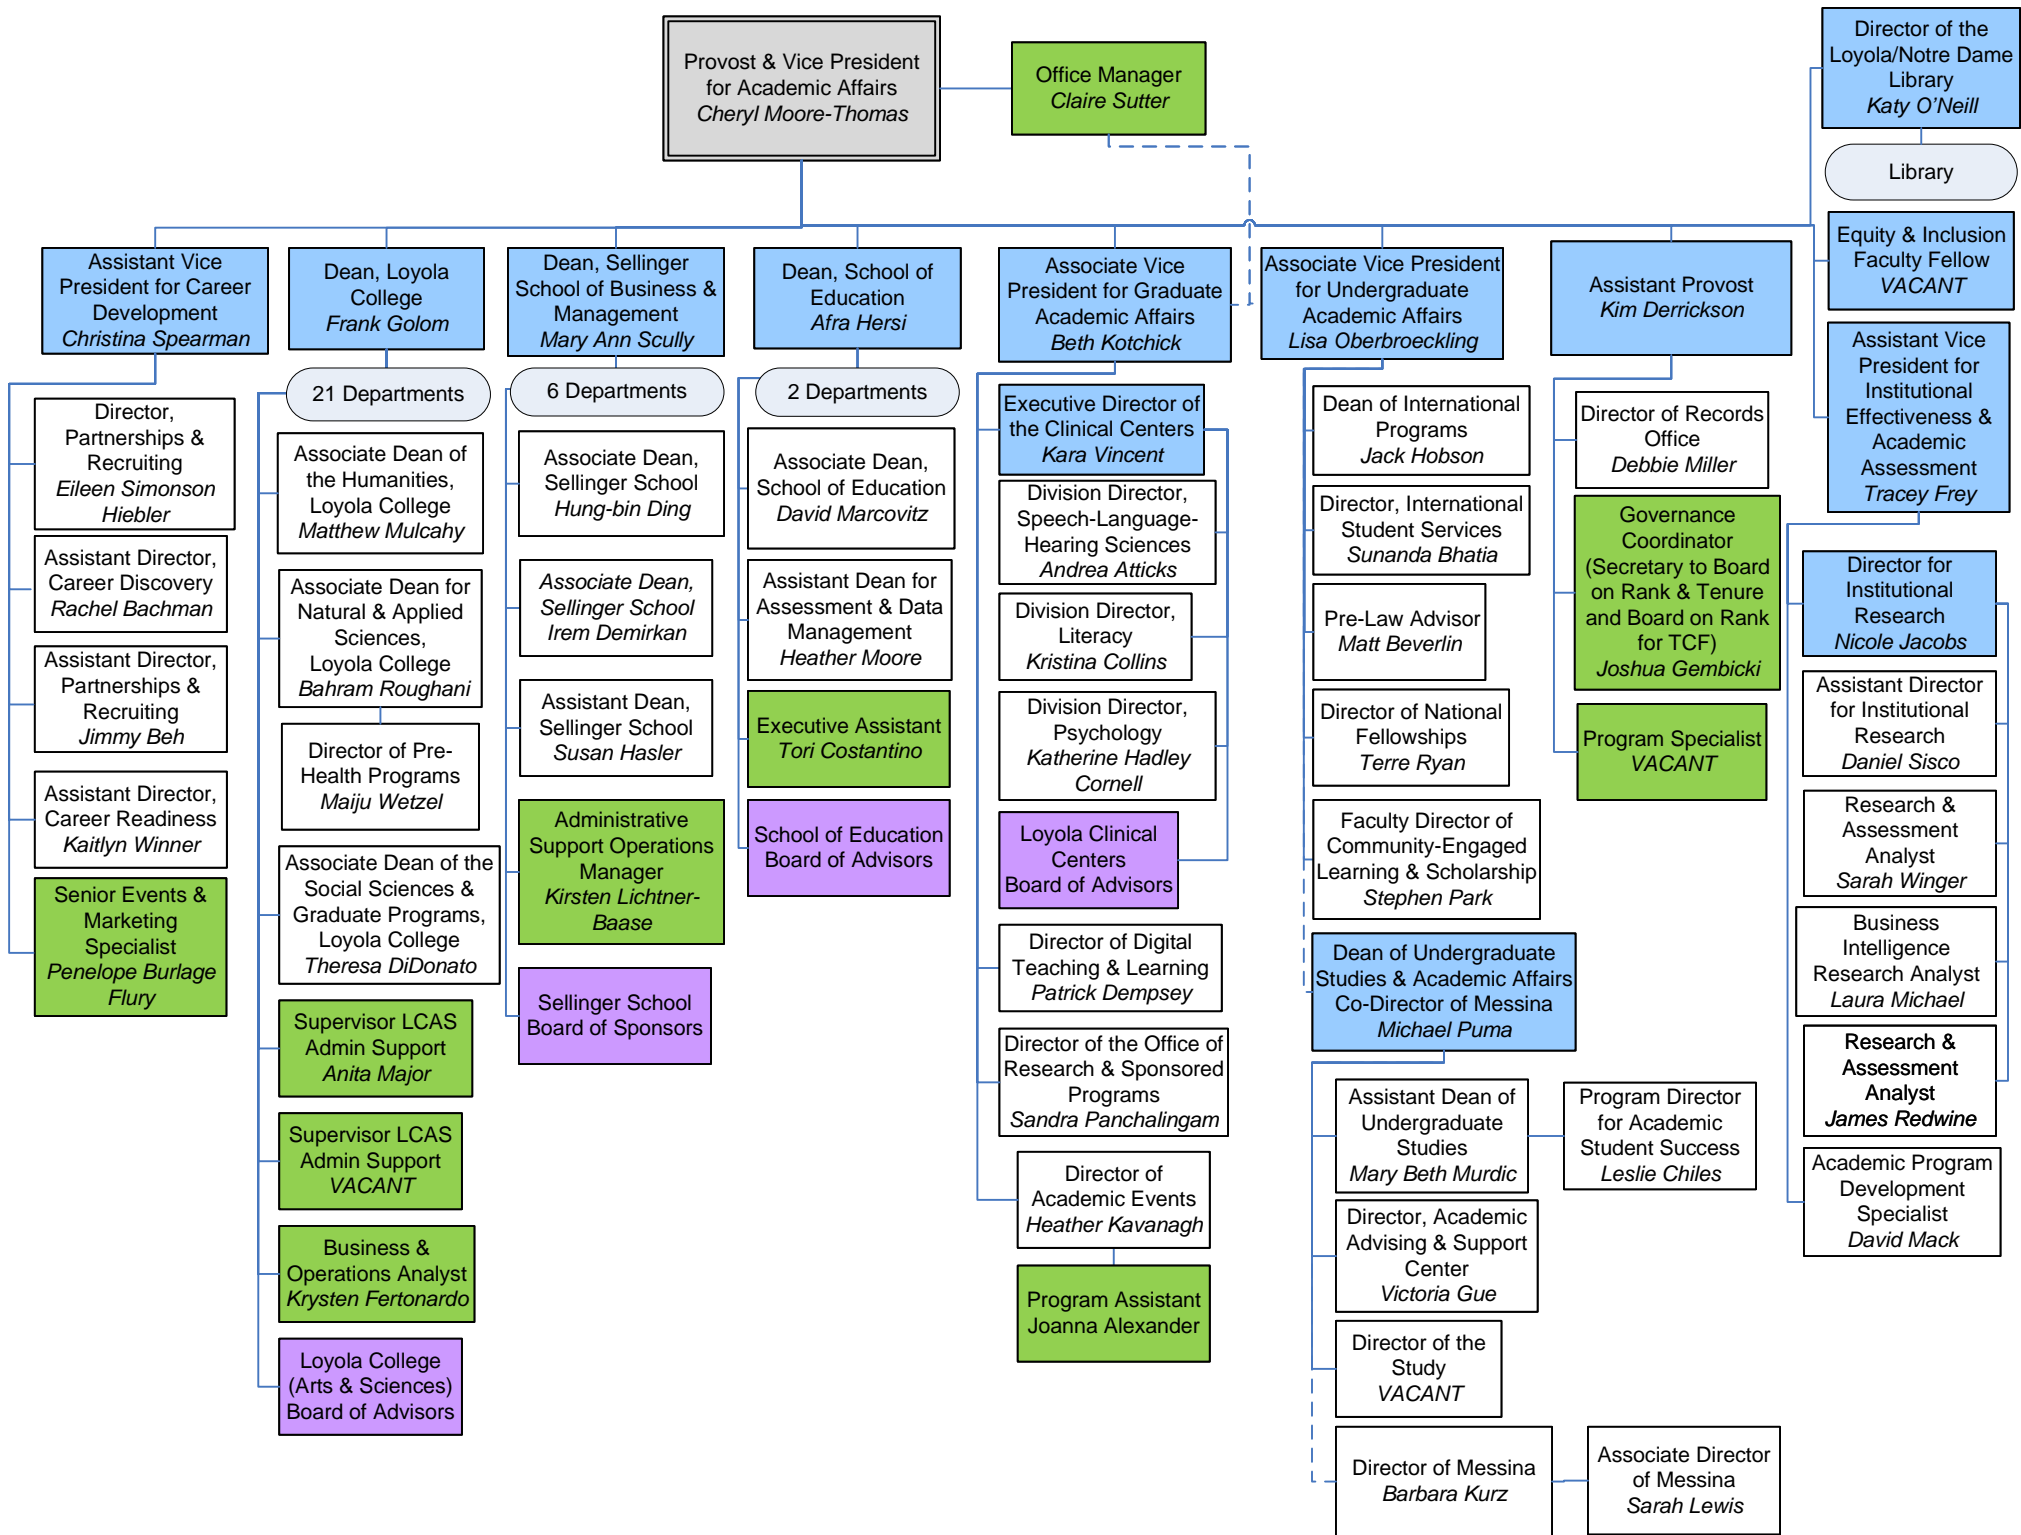 Provost & Vice President
for Academic Affairs
Cheryl Moore-Thomas
Office Manager
Claire Sutter
Director of the
Loyola/Notre Dame
Library
Katy O'Neill
Library
Equity & Inclusion
Faculty Fellow
VACANT
Assistant Vice
President for Career
Development
Christina Spearman
Dean, Loyola
College
Frank Golom
Dean, Sellinger
School of Business &
Management
Mary Ann Scully
Dean, School of
Education
Afra Hersi
Associate Vice
President for Graduate
Academic Affairs
Beth Kotchick
Associate Vice President
for Undergraduate
Academic Affairs
Lisa Oberbroeckling
Assistant Provost
Kim Derrickson
Assistant Vice
President for
Institutional
Effectiveness &
Academic
Assessment
Tracey Frey
Director,
Partnerships &
Recruiting
Eileen Simonson
Hiebler
Assistant Director,
Career Discovery
Rachel Bachman
Assistant Director,
Partnerships &
Recruiting
Jimmy Beh
Assistant Director,
Career Readiness
Kaitlyn Winner
Senior Events &
Marketing
Specialist
Penelope Burlage
Flury
21 Departments
Associate Dean of
the Humanities,
Loyola College
Matthew Mulcahy
Associate Dean for
Natural & Applied
Sciences,
Loyola College
Bahram Roughani
Director of Pre-
Health Programs
Maiju Wetzel
Associate Dean of the
Social Sciences &
Graduate Programs,
Loyola College
Theresa DiDonato
Supervisor LCAS
Admin Support
Anita Major
Supervisor LCAS
Admin Support
VACANT
Business &
Operations Analyst
Krysten Fertonardo
Loyola College
(Arts & Sciences)
Board of Advisors
6 Departments
Associate Dean,
Sellinger School
Hung-bin Ding
Associate Dean,
Sellinger School
Irem Demirkan
Assistant Dean,
Sellinger School
Susan Hasler
Administrative
Support Operations
Manager
Kirsten Lichtner-
Baase
Sellinger School
Board of Sponsors
2 Departments
Associate Dean,
School of Education
David Marcovitz
Assistant Dean for
Assessment & Data
Management
Heather Moore
Executive Assistant
Tori Costantino
School of Education
Board of Advisors
Executive Director of
the Clinical Centers
Kara Vincent
Division Director,
Speech-Language-
Hearing Sciences
Andrea Atticks
Division Director,
Literacy
Kristina Collins
Division Director,
Psychology
Katherine Hadley
Cornell
Loyola Clinical
Centers
Board of Advisors
Director of Digital
Teaching & Learning
Patrick Dempsey
Director of the Office of
Research & Sponsored
Programs
Sandra Panchalingam
Director of
Academic Events
Heather Kavanagh
Program Assistant
Joanna Alexander
Dean of International
Programs
Jack Hobson
Director, International
Student Services
Sunanda Bhatia
Pre-Law Advisor
Matt Beverlin
Director of National
Fellowships
Terre Ryan
Faculty Director of
Community-Engaged
Learning & Scholarship
Stephen Park
Dean of Undergraduate
Studies & Academic Affairs
Co-Director of Messina
Michael Puma
Assistant Dean of
Undergraduate
Studies
Mary Beth Murdic
Program Director
for Academic
Student Success
Leslie Chiles
Director, Academic
Advising & Support
Center
Victoria Gue
Director of the
Study
VACANT
Director of Messina
Barbara Kurz
Associate Director
of Messina
Sarah Lewis
Director of Records
Office
Debbie Miller
Governance
Coordinator
(Secretary to Board
on Rank & Tenure
and Board on Rank
for TCF)
Joshua Gembicki
Program Specialist
VACANT
Director for
Institutional
Research
Nicole Jacobs
Assistant Director
for Institutional
Research
Daniel Sisco
Research &
Assessment
Analyst
Sarah Winger
Business
Intelligence
Research Analyst
Laura Michael
Research &
Assessment
Analyst
James Redwine
Academic Program
Development
Specialist
David Mack